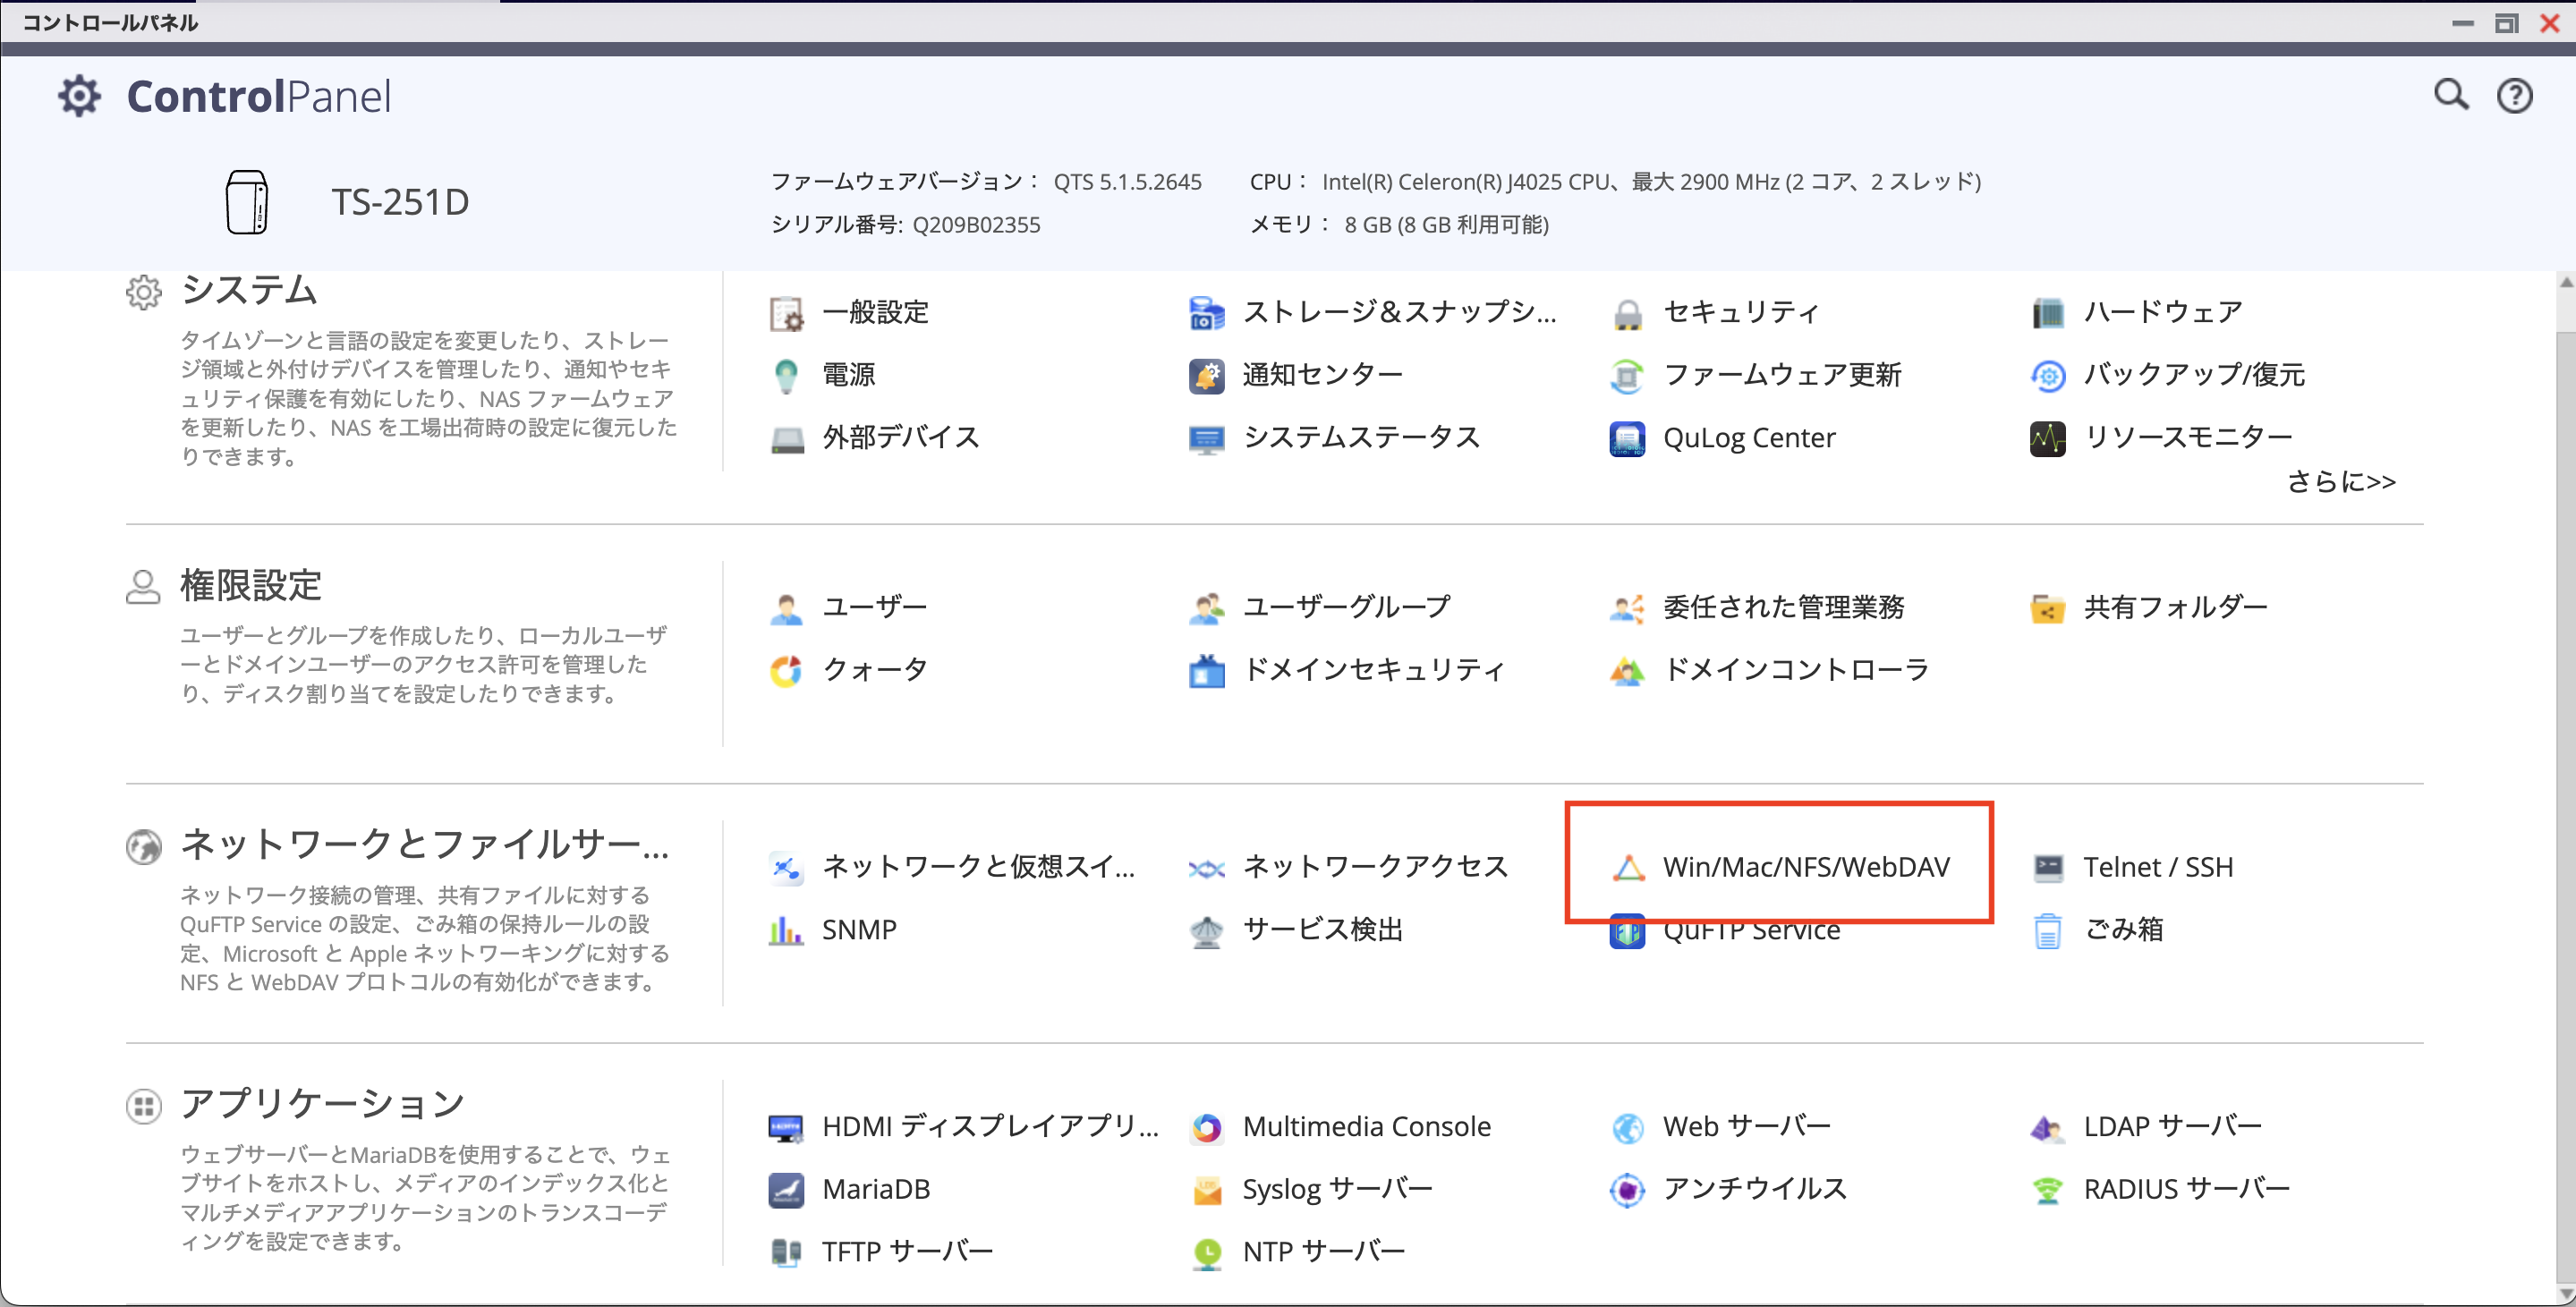 コントロールパネル
ControlPanel
TS-251D
ファームウェアバージョン： QTS 5.1.5.2645
CPU： Intel(R) Celeron(R) J4025 CPU、最大 2900 MHz (2 コア、2 スレッド)
シリアル番号: Q209B02355
メモリ： 8 GB (8 GB 利用可能)
システム
タイムゾーンと言語の設定を変更したり、ストレー
ジ領域と外付けデバイスを管理したり、通知やセキ
ュリティ保護を有効にしたり、NAS ファームウェア
を更新したり、NAS を工場出荷時の設定に復元した
りできます。
一般設定
ストレージ＆スナップシ...
セキュリティ
ハードウェア
電源
通知センター
ファームウェア更新
バックアップ/復元
外部デバイス
システムステータス
QuLog Center
リソースモニター
さらに>>
権限設定
ユーザーとグループを作成したり、ローカルユーザ
ーとドメインユーザーのアクセス許可を管理した
り、ディスク割り当てを設定したりできます。
ユーザー
ユーザーグループ
委任された管理業務
共有フォルダー
クォータ
ドメインセキュリティ
ドメインコントローラ
ネットワークとファイルサー...
ネットワーク接続の管理、共有ファイルに対する
QuFTP Service の設定、ごみ箱の保持ルールの設
定、Microsoft と Apple ネットワーキングに対する
NFS と WebDAV プロトコルの有効化ができます。
ネットワークと仮想スイ...
ネットワークアクセス
Win/Mac/NFS/WebDAV
Telnet / SSH
SNMP
サービス検出
QuFTP Service
ごみ箱
アプリケーション
ウェブサーバーとMariaDBを使用することで、ウェ
ブサイトをホストし、メディアのインデックス化と
マルチメディアアプリケーションのトランスコーデ
ィングを設定できます。
HDMI ディスプレイアプリ...
Multimedia Console
Web サーバー
LDAP サーバー
MariaDB
Syslog サーバー
アンチウイルス
RADIUS サーバー
TFTP サーバー
NTP サーバー